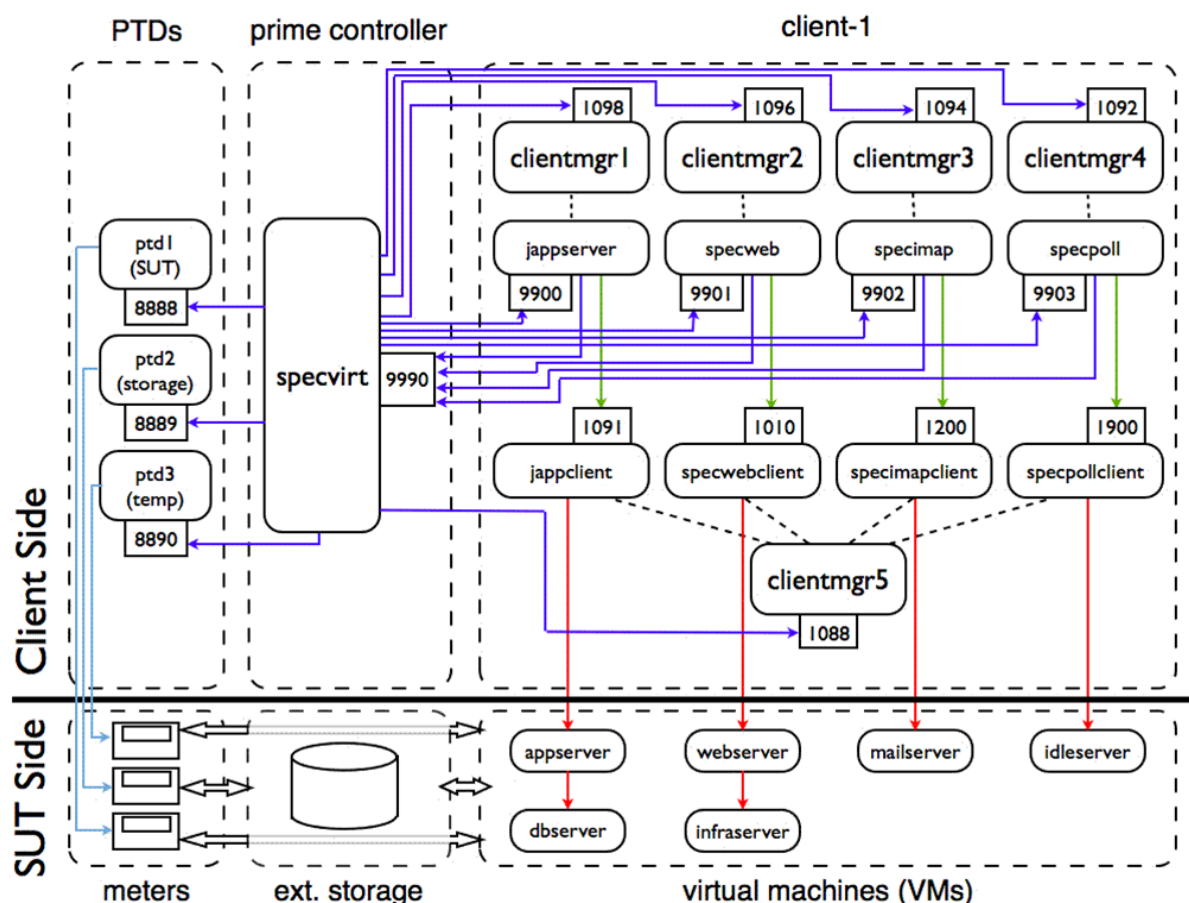 PTDs
prime controller
client-1
1098
1096
1094
1092
clientmgr1
clientmgr2
clientmgr3
clientmgr4
ptd1
(SUT)
8888
jappserver
specweb
specimap
specpoll
9900
9901
9902
9903
ptd2
(storage)
8889
specvirt
9990
1091
1010
1200
1900
ptd3
(temp)
8890
jappclient
specwebclient
specimapclient
specpollclient
clientmgr5
1088
Client Side
SUT Side
appserver
webserver
mailserver
idleserver
dbserver
infraserver
meters
ext. storage
virtual machines (VMs)